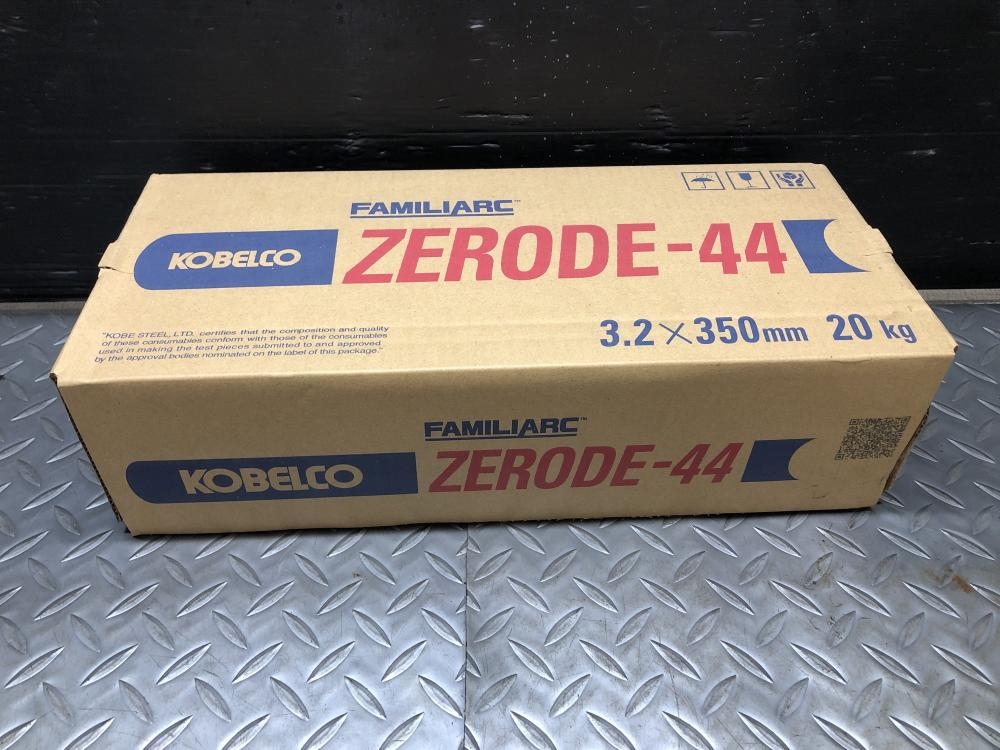 FAMILIARC™
KOBELCO ZERODE-44
"KOBE STEEL, LTD. certifies that the composition and quality
of these consumables conform with those of the consumables
used in making the test pieces submitted to and approved
by the approval bodies nominated on the label of this package."
3.2×350mm 20 kg
FAMILIARC™
KOBELCO ZERODE-44